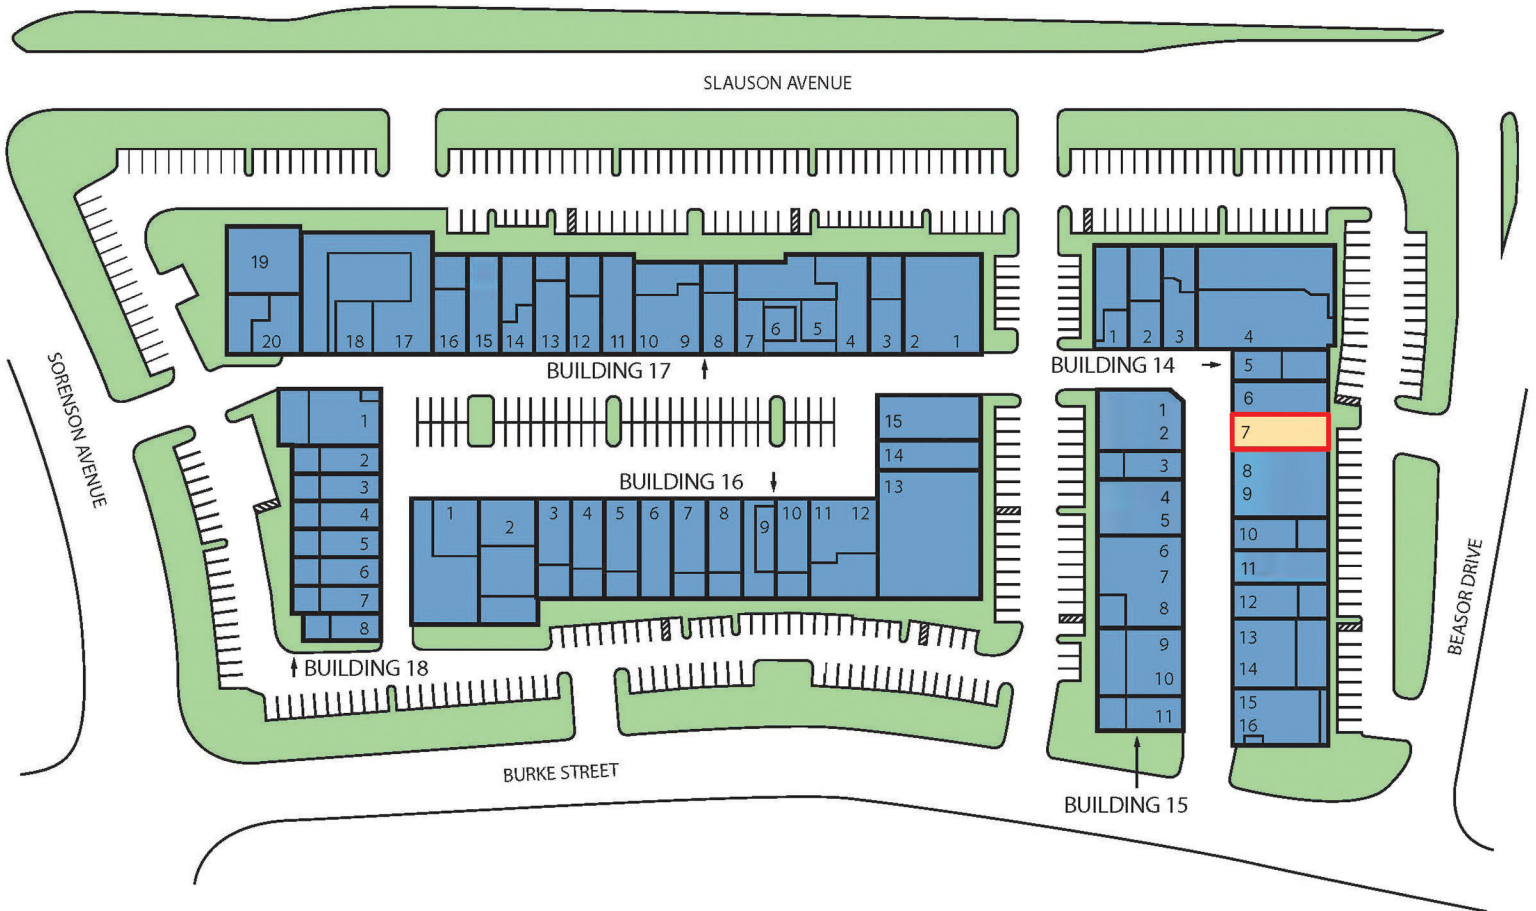 SLAUSON AVENUE
19
20 18 17 16 15 14 13 12 11 10 9 8 7 6 5 4 3 2 1
BUILDING 17
1 2 3 4
BUILDING 14
5
6
7
8
9
10
11
12
13
14
15
16
SORENSON AVENUE
1
2
3
4
5
6
7
8
BUILDING 18
BUILDING 16
1 2 3 4 5 6 7 8 9 10 11 12
15
14
13
1
2
3
4
5
6
7
8
9
10
11
BUILDING 15
BURKE STREET
BEASOR DRIVE